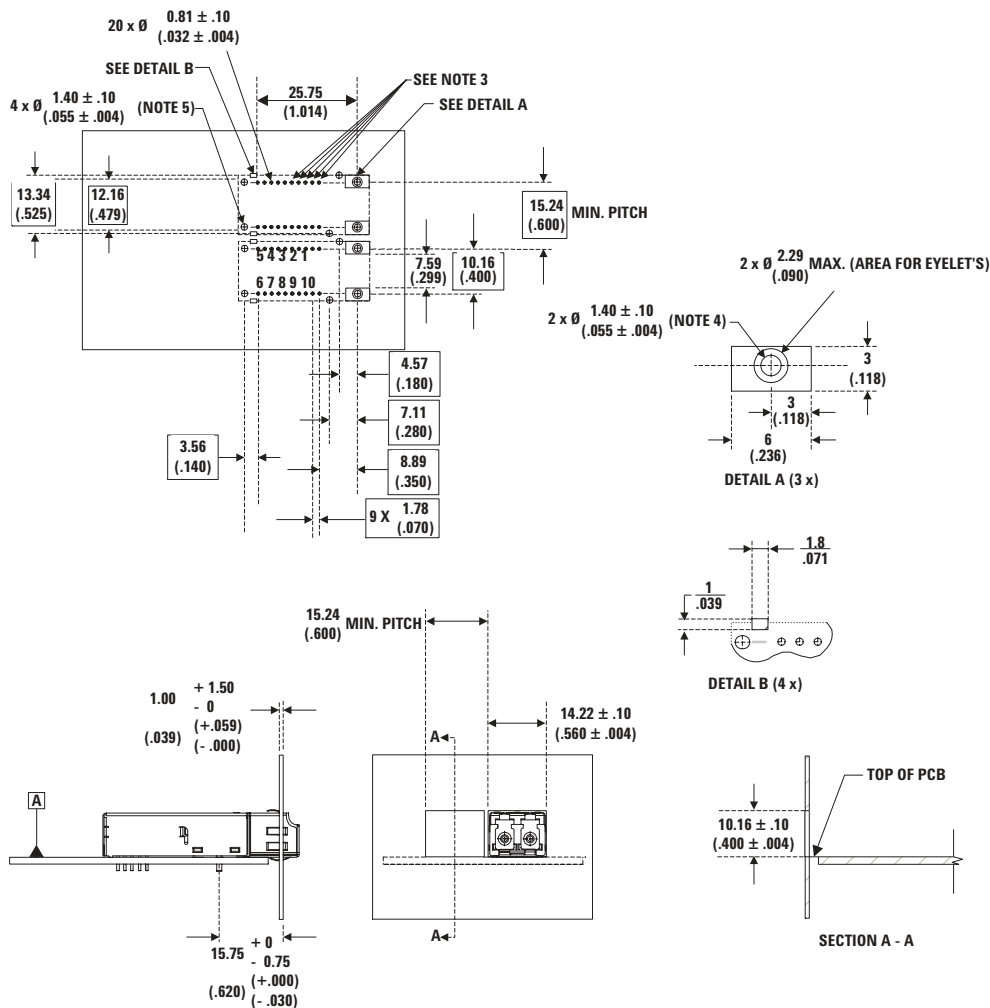 20 x Ø 0.81 ± .10
(.032 ± .004)
SEE DETAIL B
4 x Ø 1.40 ± .10
(.055 ± .004)
(NOTE 5)
25.75
(1.014)
SEE NOTE 3
SEE DETAIL A
13.34
(.525)
12.16
(.479)
15.24
(.600)
MIN. PITCH
5 4 3 2 1
6 7 8 9 10
7.59
(.299)
10.16
(.400)
4.57
(.180)
7.11
(.280)
3.56
(.140)
8.89
(.350)
9 X 1.78
(.070)
2 x Ø 2.29
(.090)
MAX. (AREA FOR EYELET'S)
2 x Ø 1.40 ± .10
(.055 ± .004)
(NOTE 4)
3
(.118)
3
(.118)
6
(.236)
DETAIL A (3 x)
1.8
.071
1
.039
DETAIL B (4 x)
15.24
(.600)
MIN. PITCH
1.00 + 1.50
- 0
(.039) (+.059)
(- .000)
A
14.22 ± .10
(.560 ± .004)
A
A
15.75 + 0
- 0.75
(.620) (+.000)
(- .030)
TOP OF PCB
10.16 ± .10
(.400 ± .004)
SECTION A - A